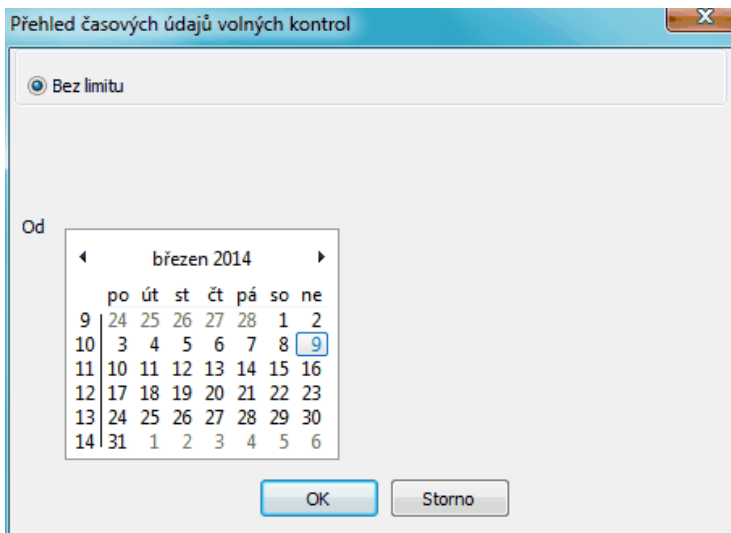 Přehled časových údajů volných kontrol
Bez limitu
Od
březen 2014
po út st čt pá so ne
9 24 25 26 27 28 1 2
10 3 4 5 6 7 8 9
11 10 11 12 13 14 15 16
12 17 18 19 20 21 22 23
13 24 25 26 27 28 29 30
14 31 1 2 3 4 5 6
OK Storno